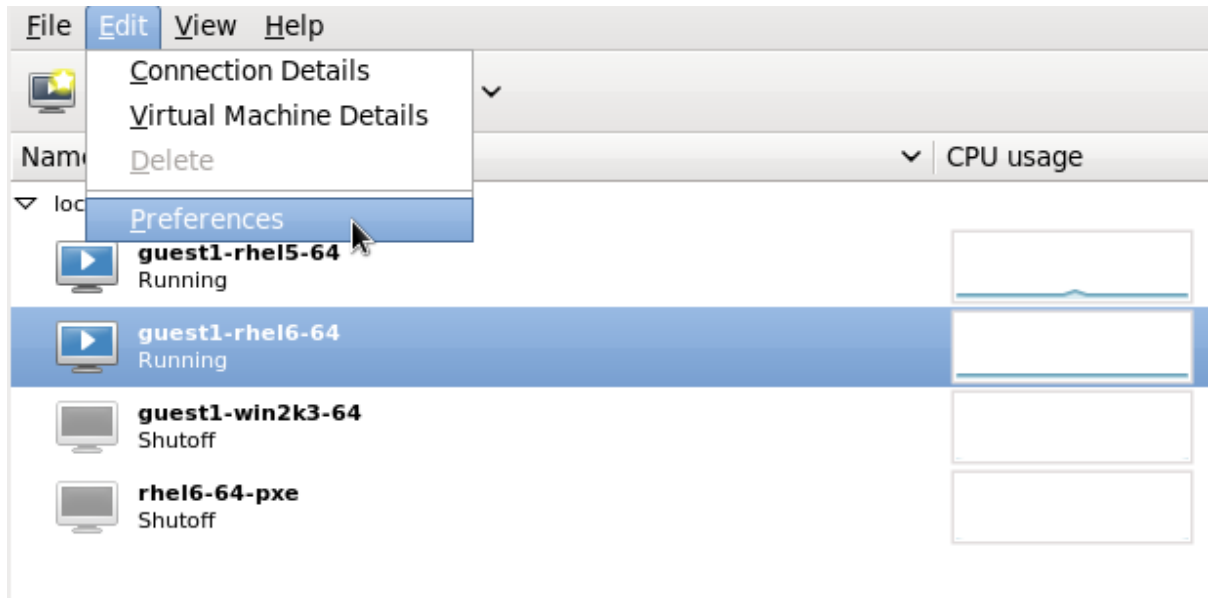 File Edit View Help
Connection Details
Virtual Machine Details
Delete
Preferences
Name CPU usage
loc
guest1-rhel5-64
Running
guest1-rhel6-64
Running
guest1-win2k3-64
Shutoff
rhel6-64-pxe
Shutoff